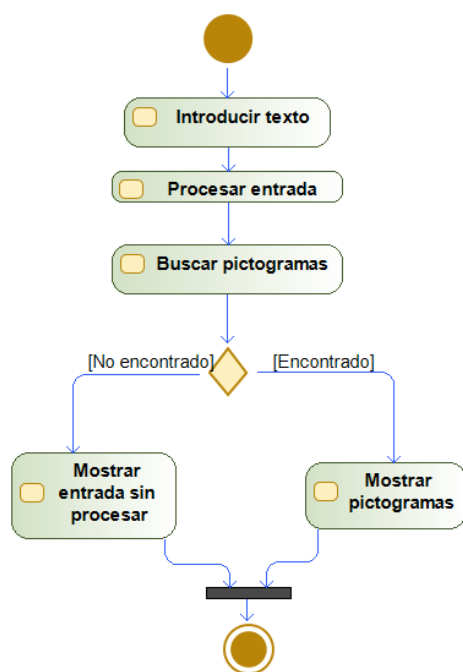 Introducir texto
Procesar entrada
Buscar pictogramas
[No encontrado]
[Encontrado]
Mostrar
entrada sin
procesar
Mostrar
pictogramas